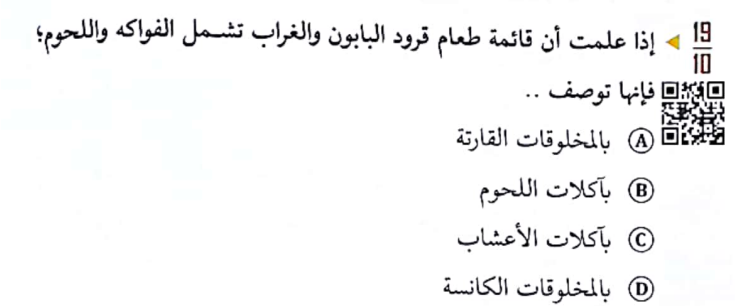 19
10
إذا علمت أن قائمة طعام قرود البابون والغراب تشمل الفواكه واللحوم؛
فإنها توصف ..
A بالمخلوقات القارتة
B بآكلات اللحوم
C بآكلات الأعشاب
D بالمخلوقات الكانسة